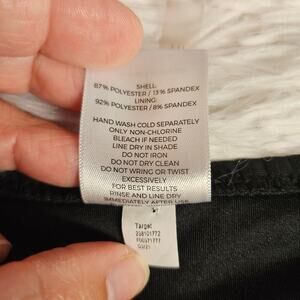 SHELL:
87% POLYESTER / 13% SPANDEX
LINING:
92% POLYESTER / 8% SPANDEX
HAND WASH COLD SEPARATELY
ONLY NON-CHLORINE
BLEACH IF NEEDED
LINE DRY IN SHADE
DO NOT IRON
DO NOT DRY CLEAN
DO NOT WRING OR TWIST
EXCESSIVELY
FOR BEST RESULTS
RINSE AND LINE DRY
IMMEDIATELY AFTER USE
Target